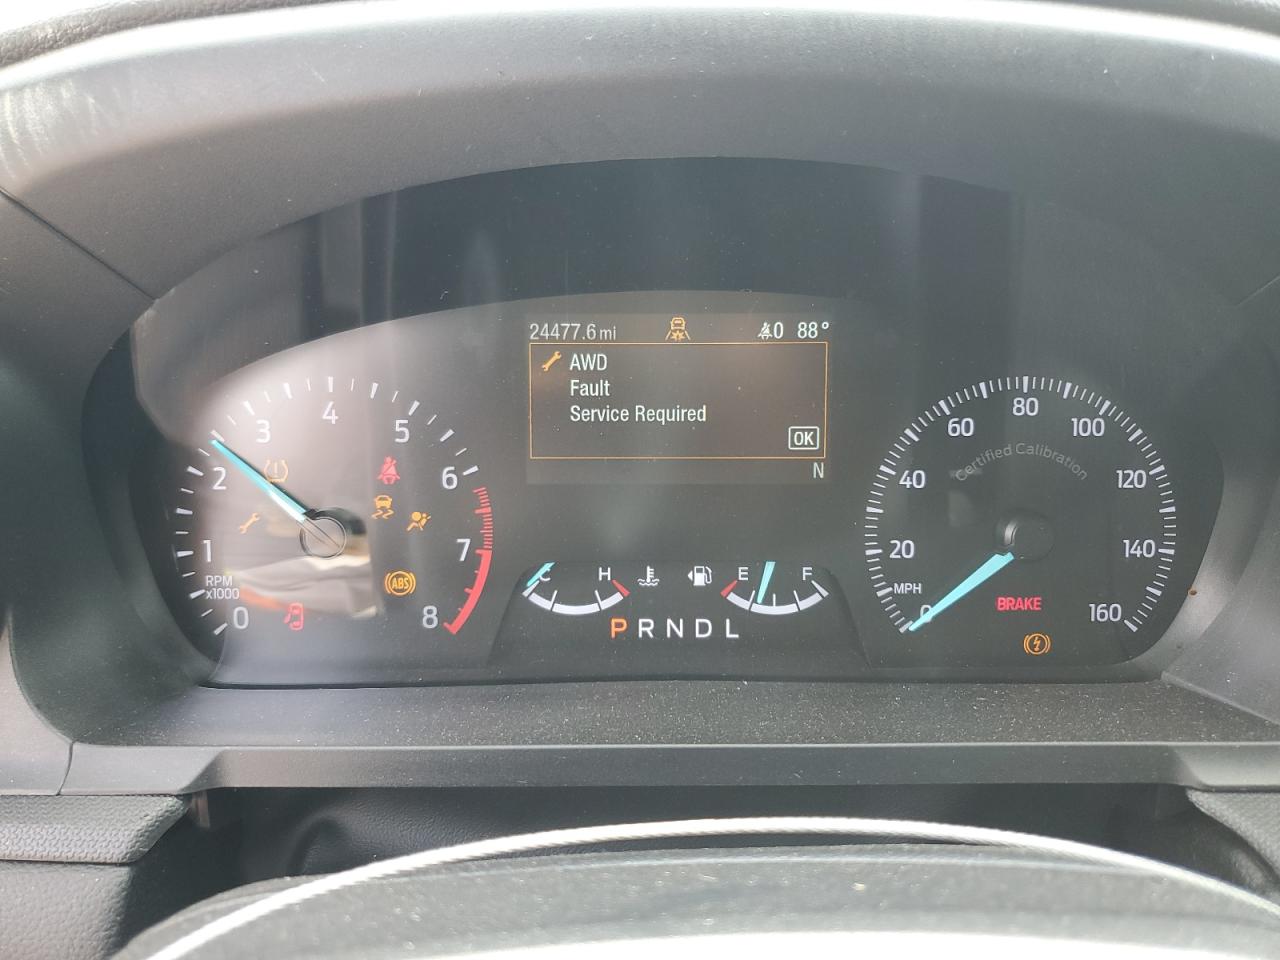 24477.6 mi
0 88°
AWD
Fault
Service Required
OK
N
0
1
2
3
4
5
6
7
8
RPM
x1000
ABS
C H
E F
P R N D L
0
20
40
60
80
100
120
140
160
MPH
Certified Calibration
BRAKE